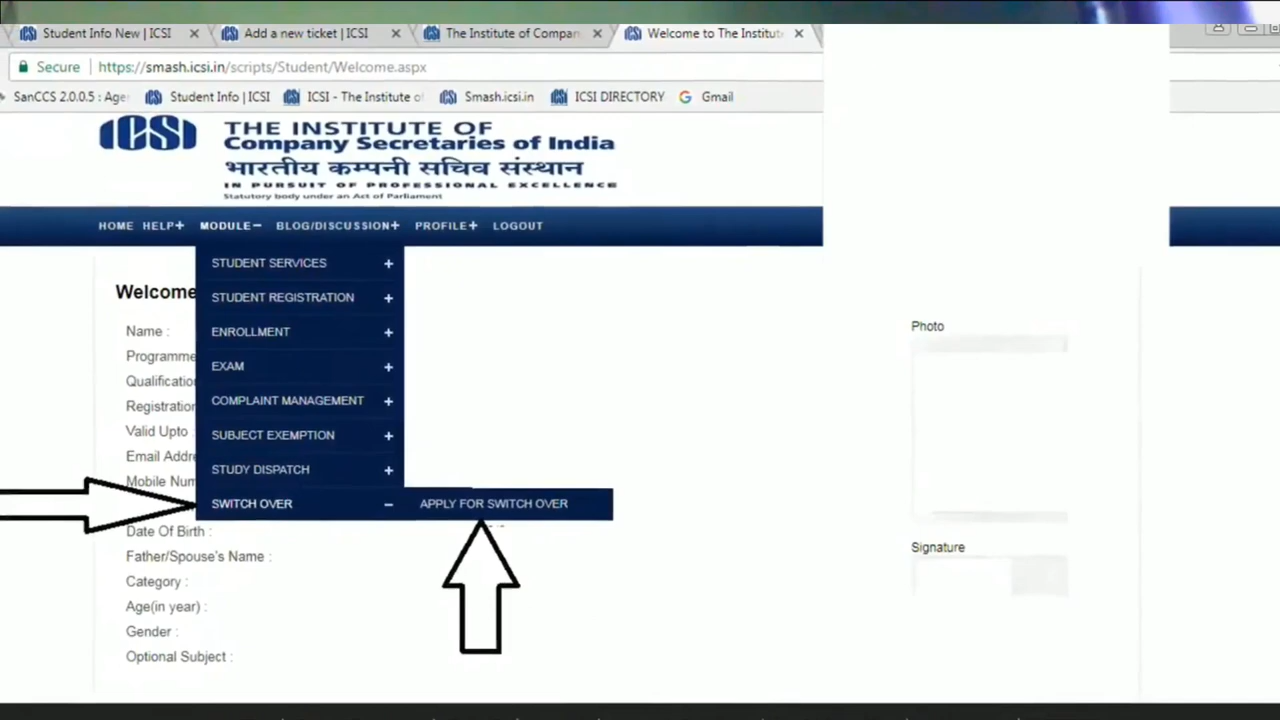 Student Info New | ICSI
Add a new ticket | ICSI
The Institute of Compan
Welcome to The Institut
Secure
https://smash.icsi.in/scripts/Student/Welcome.aspx
SanCCS 2.0.0.5 : Age
Student Info | ICSI
ICSI - The Institute o
Smash.icsi.in
ICSI DIRECTORY
Gmail
ICSI
THE INSTITUTE OF
Company Secretaries of India
भारतीय कम्पनी सचिव संस्थान
IN PURSUIT OF PROFESSIONAL EXCELLENCE
Statutory body under an Act of Parliament
HOME HELP+ MODULE− BLOG/DISCUSSION+ PROFILE+ LOGOUT
STUDENT SERVICES +
STUDENT REGISTRATION +
ENROLLMENT +
EXAM +
COMPLAINT MANAGEMENT +
SUBJECT EXEMPTION +
STUDY DISPATCH +
SWITCH OVER − APPLY FOR SWITCH OVER
Welcome
Name :
Programme
Qualification
Registration
Valid Upto :
Email Addre
Mobile Num
Date Of Birth :
Father/Spouse's Name :
Category :
Age(in year) :
Gender :
Optional Subject :
Photo
Signature